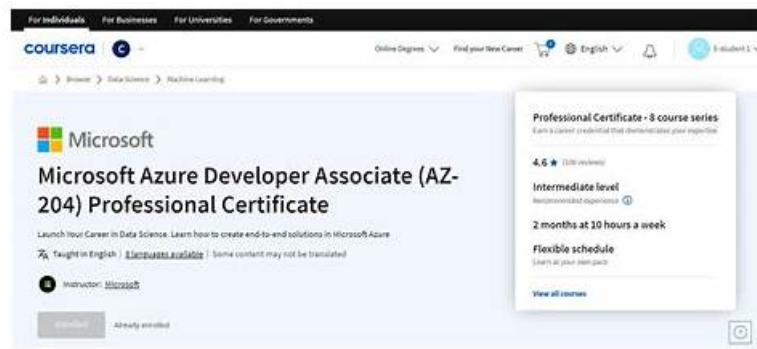 For Individuals For Businesses For Universities For Governments
coursera C Online Degrees Find your New Career English E-student 1
Browse > Data Science > Machine Learning
Microsoft
Microsoft Azure Developer Associate (AZ-
204) Professional Certificate
Launch Your Career in Data Science. Learn how to create end-to-end solutions in Microsoft Azure
Taught in English | 8 languages available | Some content may not be translated
Instructor: Microsoft
Enrolled Already enrolled
Professional Certificate - 8 course series
Earn a career credential that demonstrates your expertise
4.6 ★
Intermediate level
Recommended experience
2 months at 10 hours a week
Flexible schedule
Learn at your own pace
View all courses